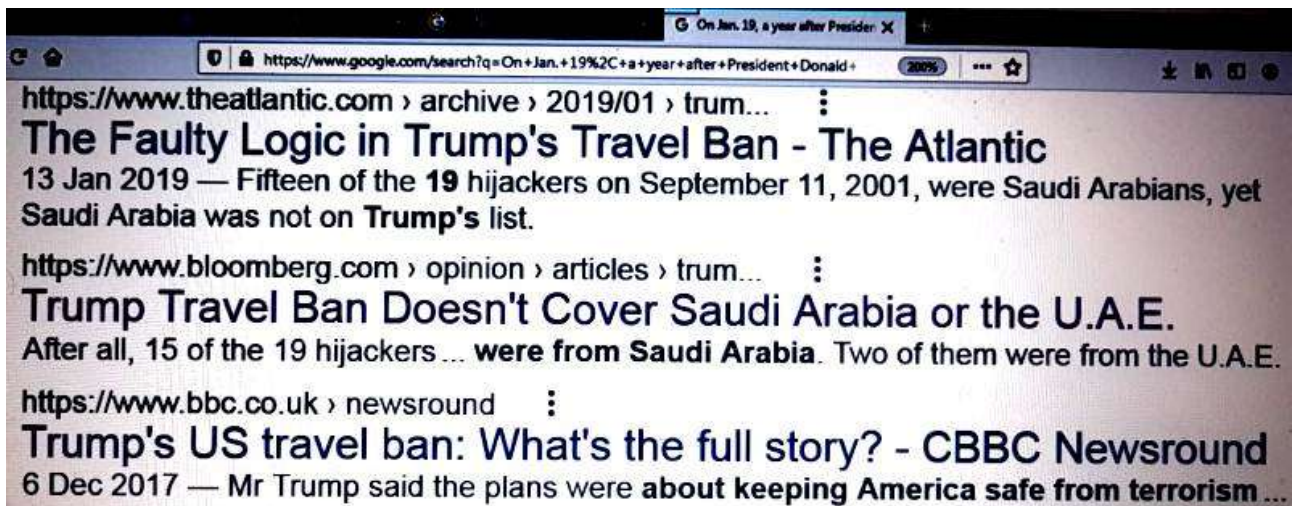 G On Jan. 19, a year after Presiden
https://www.google.com/search?q=On+Jan.+19%2C+a+year+after+President+Donald+ 200%
https://www.theatlantic.com › archive › 2019/01 › trum...
The Faulty Logic in Trump's Travel Ban - The Atlantic
13 Jan 2019 — Fifteen of the 19 hijackers on September 11, 2001, were Saudi Arabians, yet
Saudi Arabia was not on Trump's list.
https://www.bloomberg.com › opinion › articles › trum...
Trump Travel Ban Doesn't Cover Saudi Arabia or the U.A.E.
After all, 15 of the 19 hijackers ... were from Saudi Arabia. Two of them were from the U.A.E.
https://www.bbc.co.uk › newsround
Trump's US travel ban: What's the full story? - CBBC Newsround
6 Dec 2017 — Mr Trump said the plans were about keeping America safe from terrorism ...